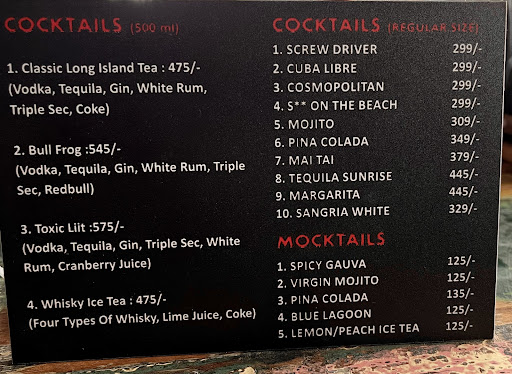 COCKTAILS (500 ml)
1. Classic Long Island Tea : 475/-
(Vodka, Tequila, Gin, White Rum,
Triple Sec, Coke)
2. Bull Frog :545/-
(Vodka, Tequila, Gin, White Rum, Triple
Sec, Redbull)
3. Toxic Liit :575/-
(Vodka, Tequila, Gin, Triple Sec, White
Rum, Cranberry Juice)
4. Whisky Ice Tea : 475/-
(Four Types Of Whisky, Lime Juice, Coke)
COCKTAILS (REGULAR SIZE)
1. SCREW DRIVER 299/-
2. CUBA LIBRE 299/-
3. COSMOPOLITAN 299/-
4. S** ON THE BEACH 299/-
5. MOJITO 309/-
6. PINA COLADA 349/-
7. MAI TAI 379/-
8. TEQUILA SUNRISE 445/-
9. MARGARITA 445/-
10. SANGRIA WHITE 329/-
MOCKTAILS
1. SPICY GAUVA 125/-
2. VIRGIN MOJITO 125/-
3. PINA COLADA 135/-
4. BLUE LAGOON 125/-
5. LEMON/PEACH ICE TEA 125/-